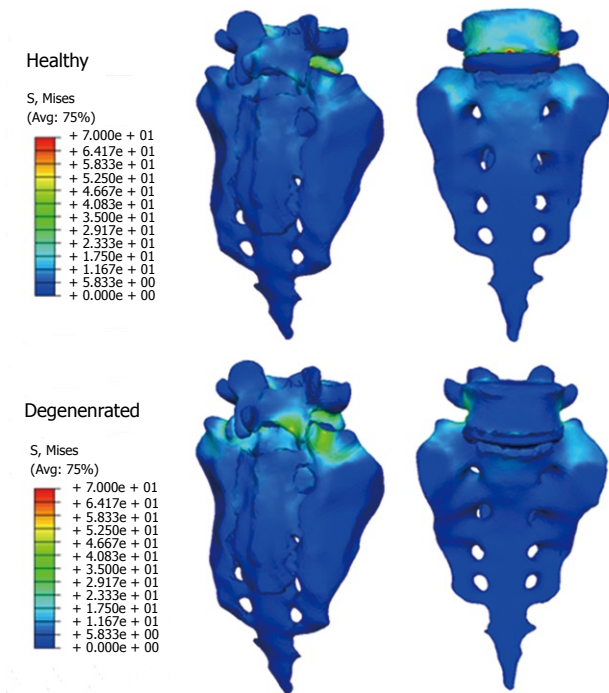 Healthy
S, Mises
(Avg: 75%)
+ 7.000e + 01
+ 6.417e + 01
+ 5.833e + 01
+ 5.250e + 01
+ 4.667e + 01
+ 4.083e + 01
+ 3.500e + 01
+ 2.917e + 01
+ 2.333e + 01
+ 1.750e + 01
+ 1.167e + 01
+ 5.833e + 00
+ 0.000e + 00
Degenenrated
S, Mises
(Avg: 75%)
+ 7.000e + 01
+ 6.417e + 01
+ 5.833e + 01
+ 5.250e + 01
+ 4.667e + 01
+ 4.083e + 01
+ 3.500e + 01
+ 2.917e + 01
+ 2.333e + 01
+ 1.750e + 01
+ 1.167e + 01
+ 5.833e + 00
+ 0.000e + 00